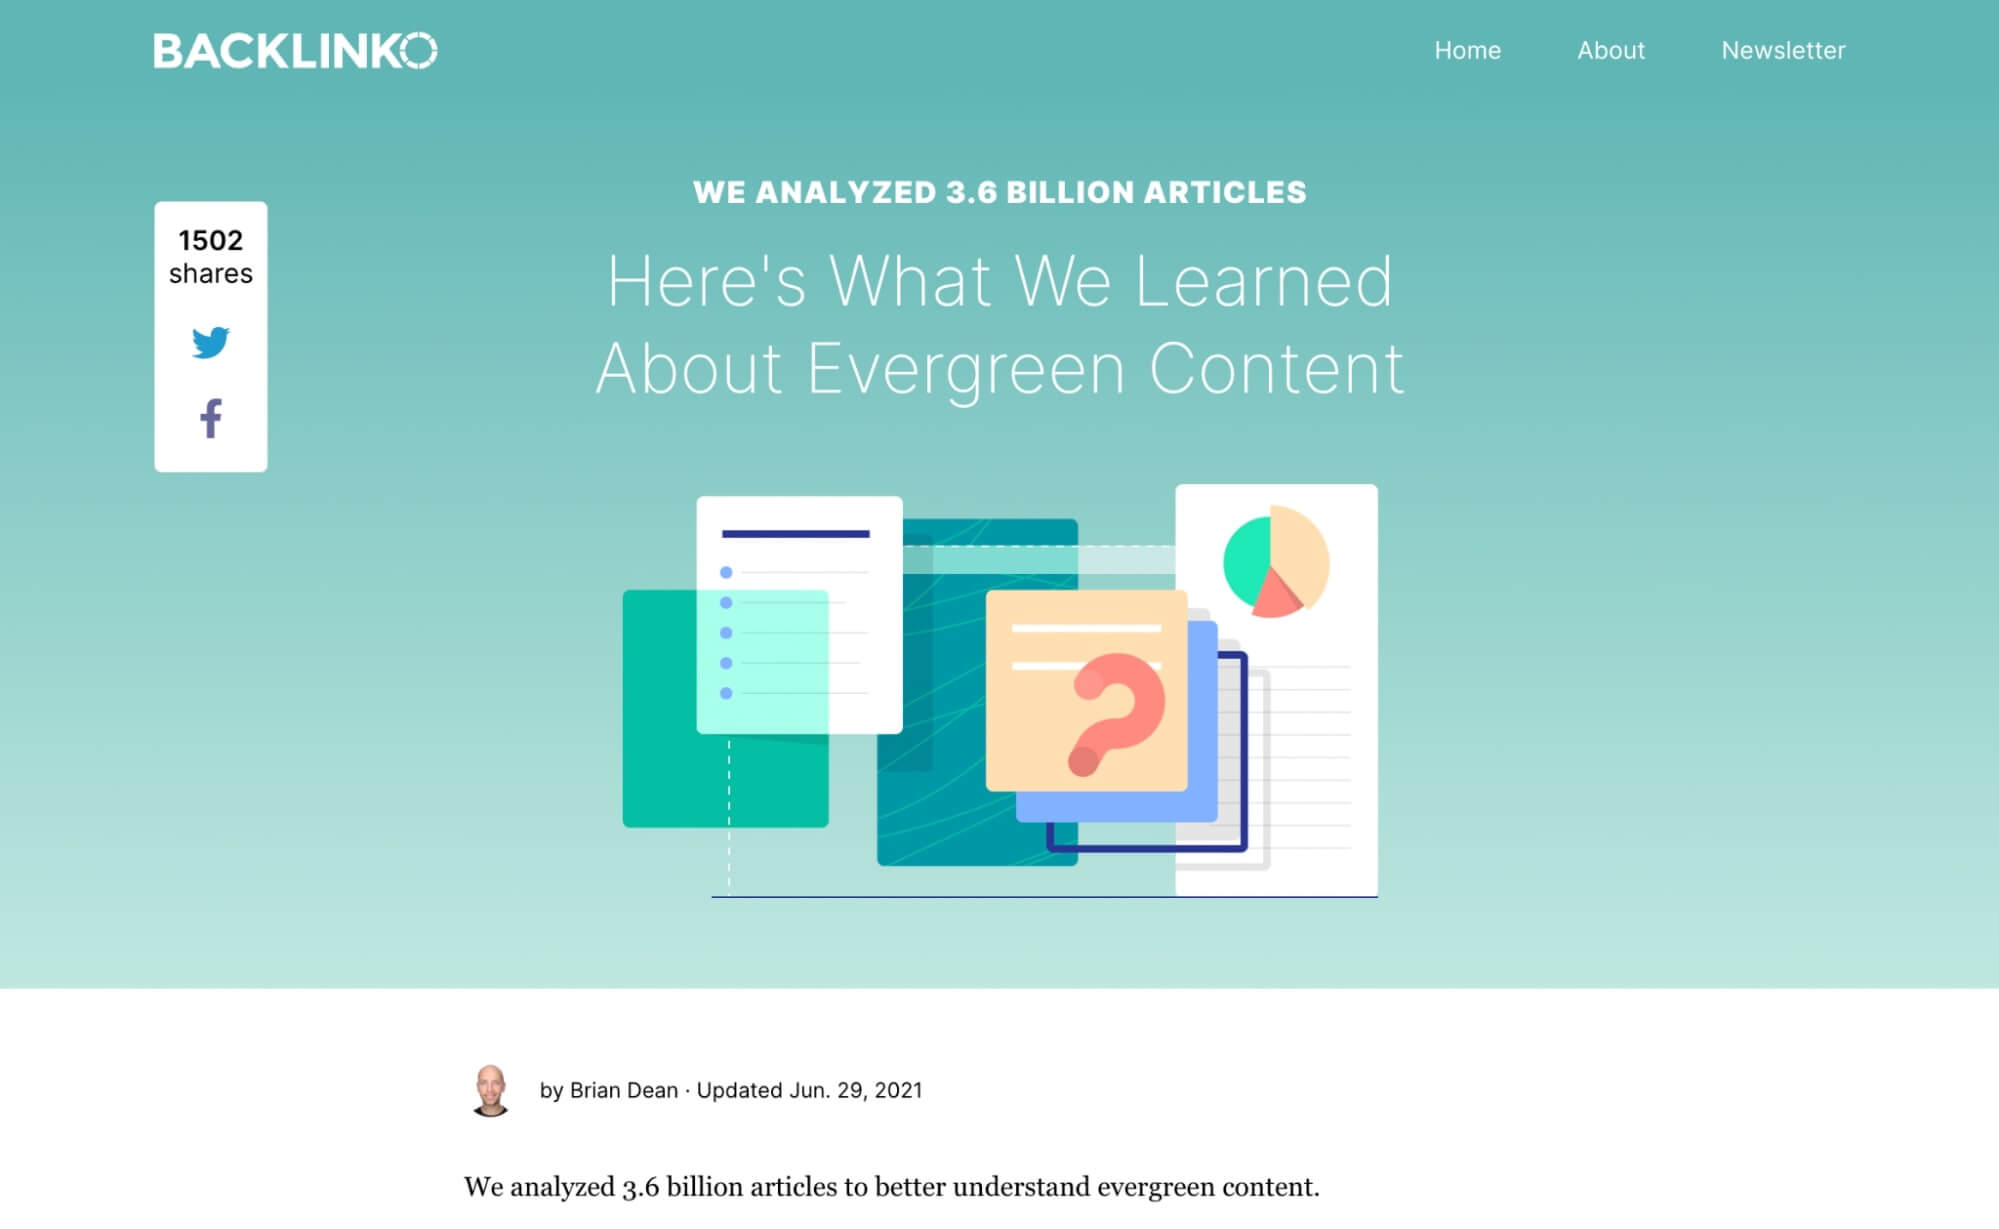 BACKLINKO
Home About Newsletter
WE ANALYZED 3.6 BILLION ARTICLES
Here's What We Learned
About Evergreen Content
1502
shares
by Brian Dean · Updated Jun. 29, 2021
We analyzed 3.6 billion articles to better understand evergreen content.